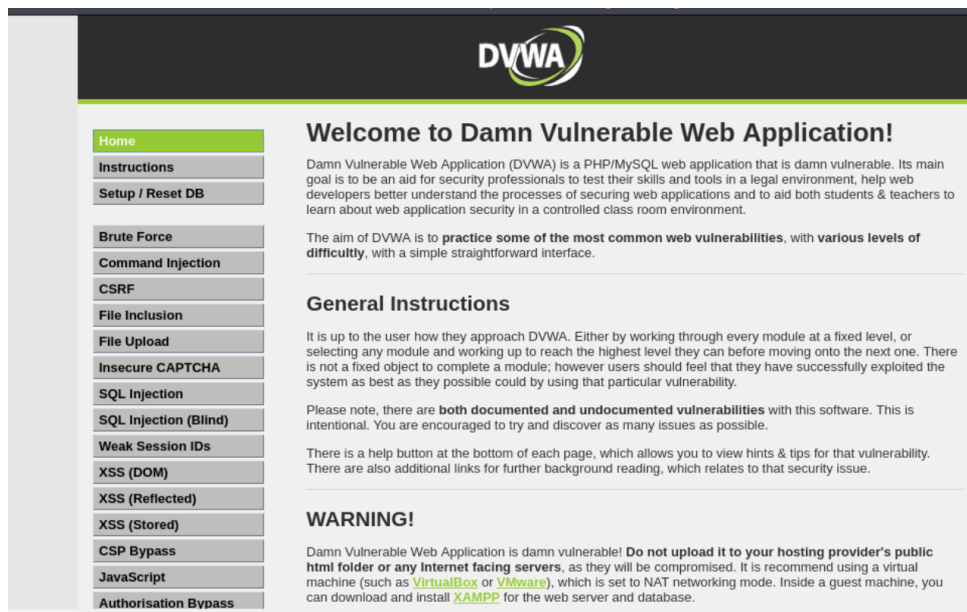 DVWA
Home
Instructions
Setup / Reset DB
Brute Force
Command Injection
CSRF
File Inclusion
File Upload
Insecure CAPTCHA
SQL Injection
SQL Injection (Blind)
Weak Session IDs
XSS (DOM)
XSS (Reflected)
XSS (Stored)
CSP Bypass
JavaScript
Authorisation Bypass
Welcome to Damn Vulnerable Web Application!
Damn Vulnerable Web Application (DVWA) is a PHP/MySQL web application that is damn vulnerable. Its main
goal is to be an aid for security professionals to test their skills and tools in a legal environment, help web
developers better understand the processes of securing web applications and to aid both students & teachers to
learn about web application security in a controlled class room environment.
The aim of DVWA is to practice some of the most common web vulnerabilities, with various levels of
difficultly, with a simple straightforward interface.
General Instructions
It is up to the user how they approach DVWA. Either by working through every module at a fixed level, or
selecting any module and working up to reach the highest level they can before moving onto the next one. There
is not a fixed object to complete a module; however users should feel that they have successfully exploited the
system as best as they possible could by using that particular vulnerability.
Please note, there are both documented and undocumented vulnerabilities with this software. This is
intentional. You are encouraged to try and discover as many issues as possible.
There is a help button at the bottom of each page, which allows you to view hints & tips for that vulnerability.
There are also additional links for further background reading, which relates to that security issue.
WARNING!
Damn Vulnerable Web Application is damn vulnerable! Do not upload it to your hosting provider's public
html folder or any Internet facing servers, as they will be compromised. It is recommend using a virtual
machine (such as VirtualBox or VMware), which is set to NAT networking mode. Inside a guest machine, you
can download and install XAMPP for the web server and database.